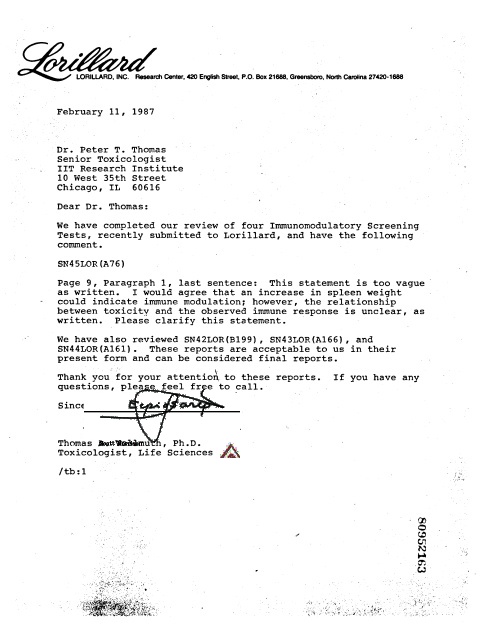 Lorillard
LORILLARD, INC. Research Center, 420 English Street, P.O. Box 21688, Greensboro, North Carolina 27420-1688
February 11, 1987
Dr. Peter T. Thomas
Senior Toxicologist
IIT Research Institute
10 West 35th Street
Chicago, IL 60616
Dear Dr. Thomas:
We have completed our review of four Immunomodulatory Screening
Tests, recently submitted to Lorillard, and have the following
comment.
SN45LOR(A76)
Page 9, Paragraph 1, last sentence: This statement is too vague
as written. I would agree that an increase in spleen weight
could indicate immune modulation; however, the relationship
between toxicity and the observed immune response is unclear, as
written. Please clarify this statement.
We have also reviewed SN42LOR(B199), SN43LOR(A166), and
SN44LOR(A161). These reports are acceptable to us in their
present form and can be considered final reports.
Thank you for your attention to these reports. If you have any
questions, please feel free to call.
Since
Thomas muth, Ph.D.
Toxicologist, Life Sciences
/tb:1
80952163